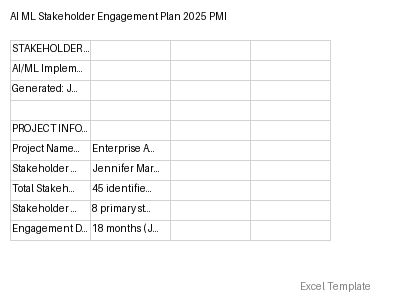 AI ML Stakeholder Engagement Plan 2025 PMI
STAKEHOLDER...
AI/ML Implem...
Generated: J...
PROJECT INFO...
Project Name... Enterprise A...
Stakeholder ... Jennifer Mar...
Total Stakeh... 45 identifie...
Stakeholder ... 8 primary st...
Engagement D... 18 months (J...
Excel Template